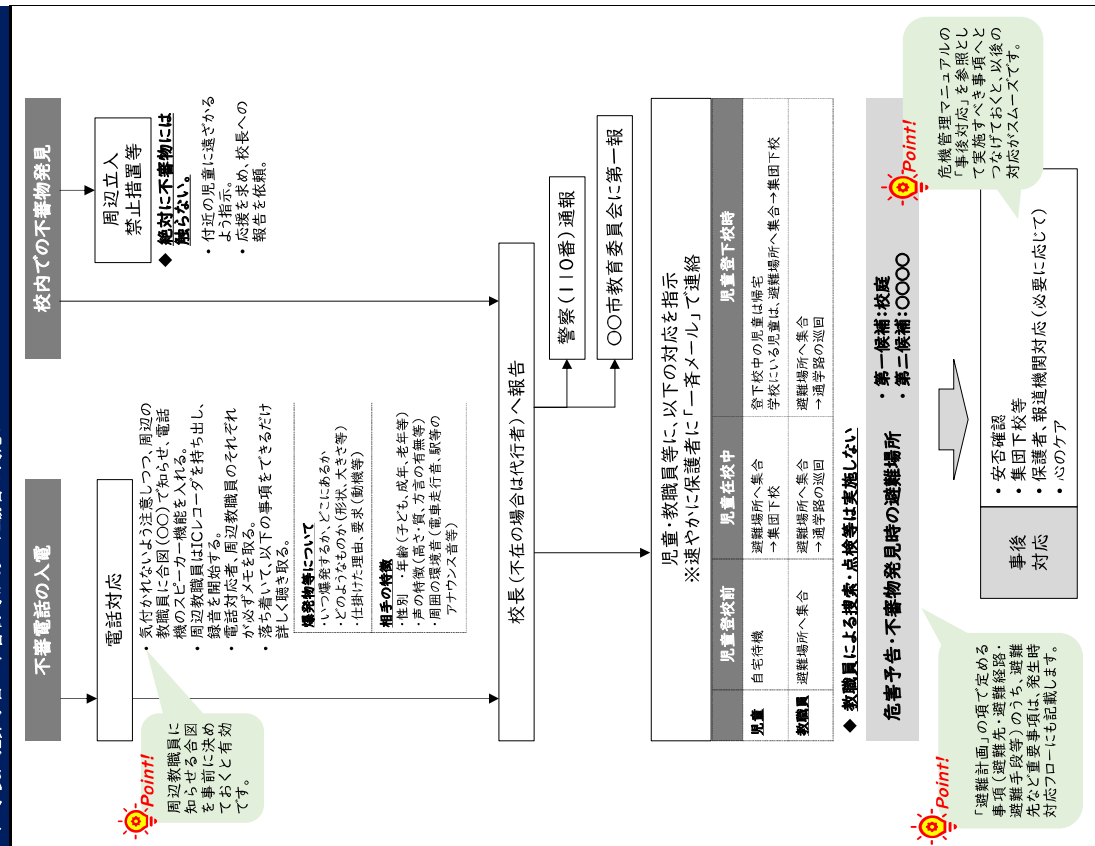 不審電話の入電
電話対応
・気付かれないよう注意しつつ、周辺の
教職員に合図(〇〇)で知らせ、電話
機のスピーカー機能を入れる。
・周辺教職員はICレコーダを持ち出し、
録音を開始する。
・電話対応者、周辺教職員のそれぞれ
が必ずメモを取る。
・落ち着いて、以下の事項をできるだけ
詳しく聴き取る。
爆発物等について
・いつ爆発するか、どこにあるか
・どのようなものか(形状、大きさ等)
・仕掛けた理由、要求(動機等)
相手の特徴
・性別 ・年齢(子ども、成年、老年等)
・声の特徴(高さ・質、方言の有無等)
・周囲の環境音(電車走行音、駅等の
アナウンス音等)
Point!
周辺教職員に
知らせる合図
を事前に決め
ておくと有効
です。
校内での不審物発見
周辺立入
禁止措置等
◆ 絶対に不審物には
触らない。
・付近の児童に遠ざかる
よう指示。
・応援を求め、校長への
報告を依頼。
校長(不在の場合は代行者)へ報告
警察(110番)通報
〇〇市教育委員会に第一報
児童・教職員等に、以下の対応を指示
※速やかに保護者に「一斉メール」で連絡
児童登校前 児童在校中 児童登下校時
児童
自宅待機
避難場所へ集合
→集団下校
登下校中の児童は帰宅
学校にいる児童は、避難場所へ集合→集団下校
教職員
避難場所へ集合
避難場所へ集合
→通学路の巡回
避難場所へ集合
→通学路の巡回
◆ 教職員による捜索・点検等は実施しない
危害予告・不審物発見時の避難場所
・第一候補:校庭
・第二候補:〇〇〇〇
Point!
「避難計画」の項で定める
事項(避難先・避難経路・
避難手段等)のうち、避難
先など重要事項は、発生時
対応フローにも記載します。
事後
対応
・安否確認
・集団下校等
・保護者、報道機関対応(必要に応じて)
・心のケア
Point!
危機管理マニュアルの
「事後対応」を参照とし
て実施すべき事項へと
つなげておくと、以後の
対応がスムーズです。